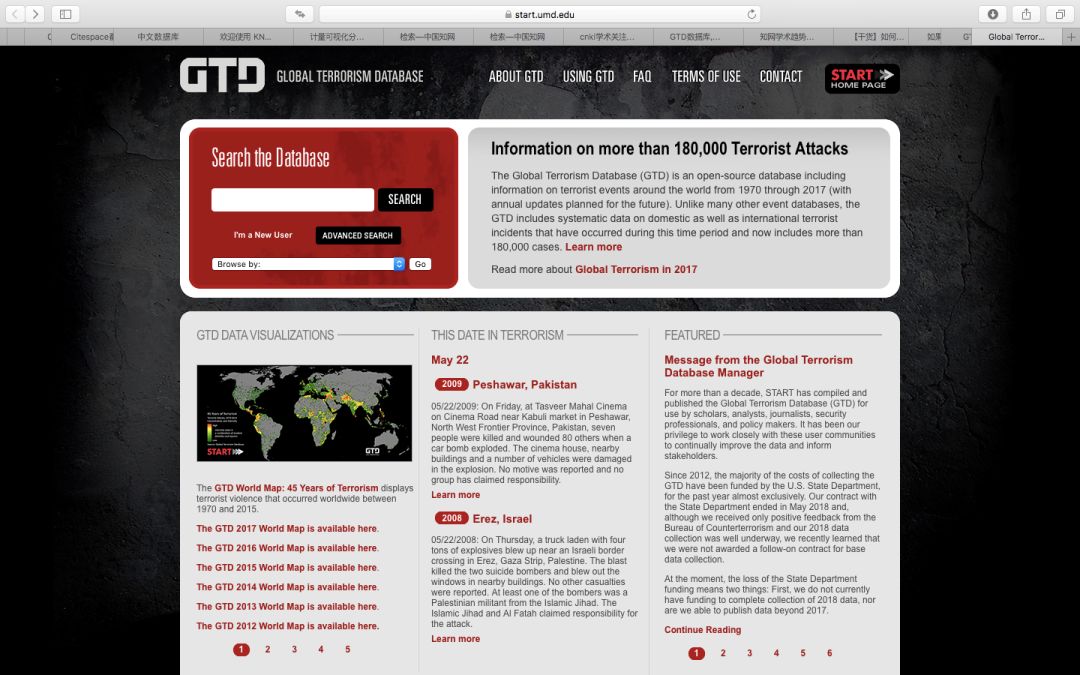 start.umd.edu
Citespace
中文数据库
欢迎使用 KN...
计量可视化分...
检索—中国知网
检索—中国知网
cnki学术关注...
GTD数据库,...
知网学术趋势...
【干货】如何...
如果
Global Terror...
GTD GLOBAL TERRORISM DATABASE
ABOUT GTD USING GTD FAQ TERMS OF USE CONTACT
START
HOME PAGE
Search the Database
SEARCH
I'm a New User ADVANCED SEARCH
Browse by: Go
Information on more than 180,000 Terrorist Attacks
The Global Terrorism Database (GTD) is an open-source database including
information on terrorist events around the world from 1970 through 2017 (with
annual updates planned for the future). Unlike many other event databases, the
GTD includes systematic data on domestic as well as international terrorist
incidents that have occurred during this time period and now includes more than
180,000 cases. Learn more
Read more about Global Terrorism in 2017
GTD DATA VISUALIZATIONS
START
GTD
The GTD World Map: 45 Years of Terrorism displays
terrorist violence that occurred worldwide between
1970 and 2015.
The GTD 2017 World Map is available here.
The GTD 2016 World Map is available here.
The GTD 2015 World Map is available here.
The GTD 2014 World Map is available here.
The GTD 2013 World Map is available here.
The GTD 2012 World Map is available here.
1 2 3 4 5
THIS DATE IN TERRORISM
May 22
2009 Peshawar, Pakistan
05/22/2009: On Friday, at Tasveer Mahal Cinema
on Cinema Road near Kabuli market in Peshawar,
North West Frontier Province, Pakistan, seven
people were killed and wounded 80 others when a
car bomb exploded. The cinema house, nearby
buildings and a number of vehicles were damaged
in the explosion. No motive was reported and no
group has claimed responsibility.
Learn more
2008 Erez, Israel
05/22/2008: On Thursday, a truck laden with four
tons of explosives blew up near an Israeli border
crossing in Erez, Gaza Strip, Palestine. The blast
killed the two suicide bombers and blew out the
windows in nearby buildings. No other casualties
were reported. At least one of the bombers was a
Palestinian militant from the Islamic Jihad. The
Islamic Jihad and Al Fatah claimed responsibility for
the attack.
Learn more
FEATURED
Message from the Global Terrorism
Database Manager
For more than a decade, START has compiled and
published the Global Terrorism Database (GTD) for
use by scholars, analysts, journalists, security
professionals, and policy makers. It has been our
privilege to work closely with these user communities
to continually improve the data and inform
stakeholders.
Since 2012, the majority of the costs of collecting the
GTD have been funded by the U.S. State Department,
for the past year almost exclusively. Our contract with
the State Department ended in May 2018 and,
although we received only positive feedback from the
Bureau of Counterterrorism and our 2018 data
collection was well underway, we recently learned that
we were not awarded a follow-on contract for base
data collection.
At the moment, the loss of the State Department
funding means two things: First, we do not currently
have funding to complete collection of 2018 data, nor
are we able to publish data beyond 2017.
Continue Reading
1 2 3 4 5 6